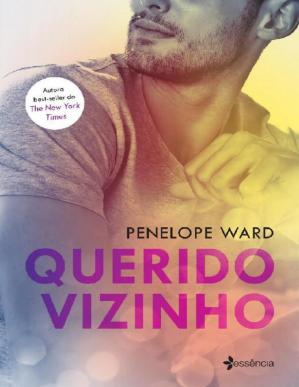 Autora
best-seller do
The New York
Times
PENELOPE WARD
QUERIDO
VIZINHO
essência